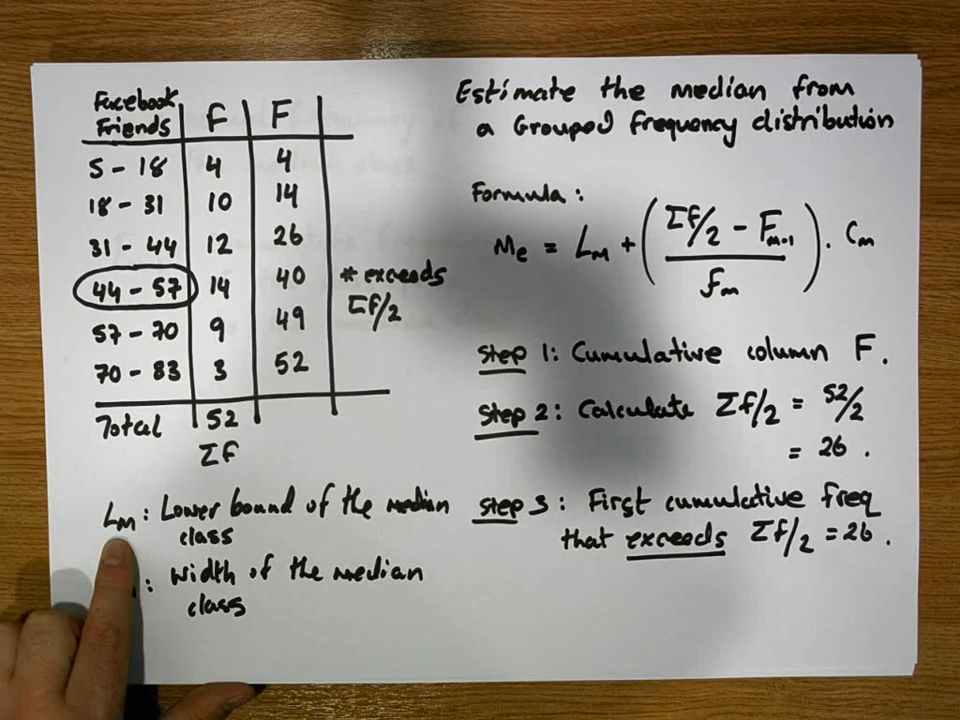 Estimate the median from
a Grouped frequency distribution
Facebook Friends F F
5 - 18 4 4
18 - 31 10 14
31 - 44 12 26
44 - 57 14 40 * exceeds Σf/2
57 - 70 9 49
70 - 83 3 52
Total 52
Σf
Lm : Lower bound of the median
class
: width of the median
class
Formula :
Me = Lm + ( (Σf/2 - Fm-1) / fm ) . Cm
Step 1: Cumulative column F.
Step 2: Calculate Σf/2 = 52/2
= 26 .
Step 3 : First cumulative freq
that exceeds Σf/2 = 26 .